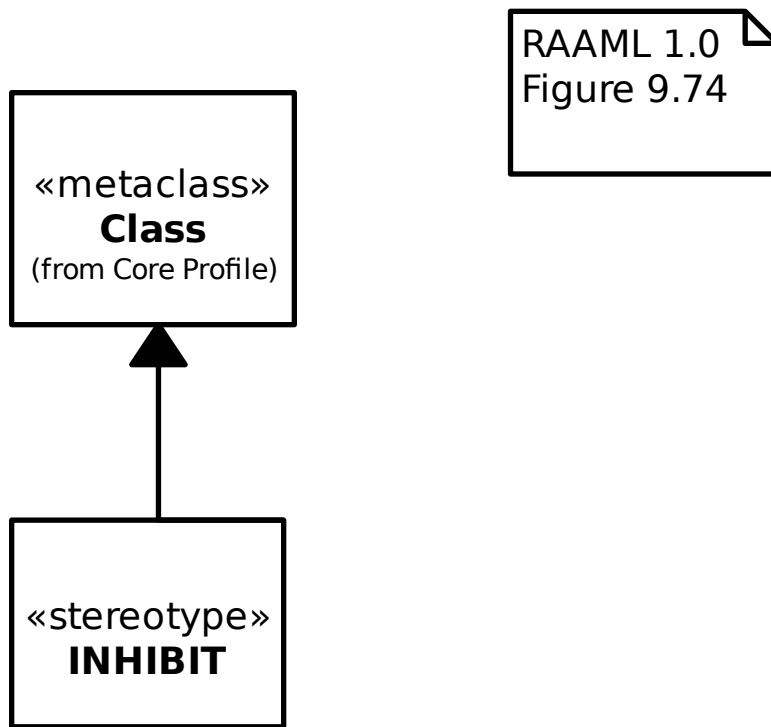 RAAML 1.0
Figure 9.74
«metaclass»
Class
(from Core Profile)
«stereotype»
INHIBIT